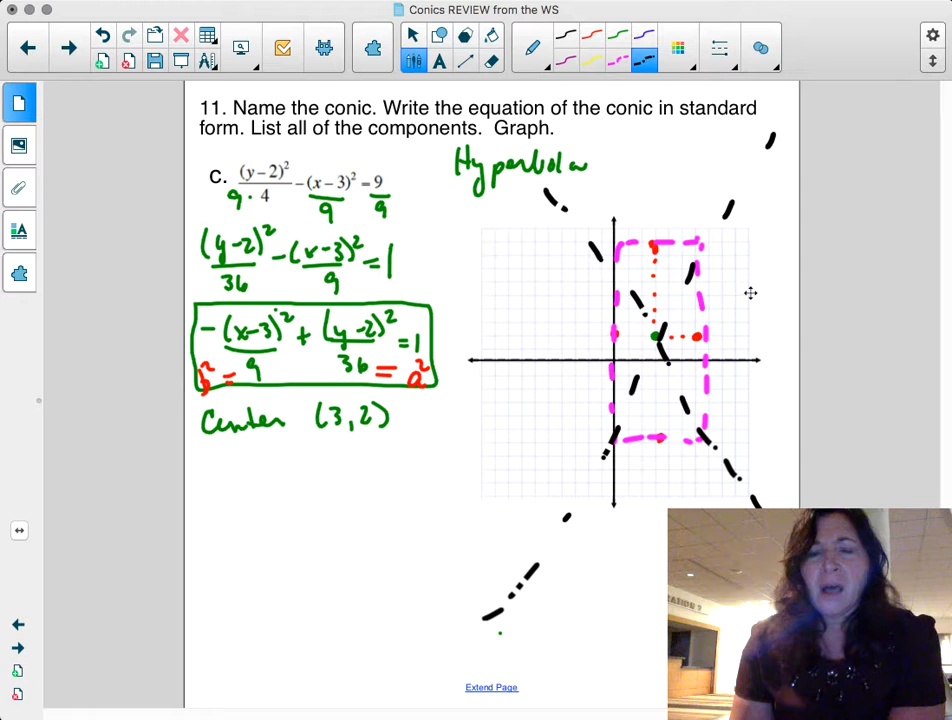 Conics REVIEW from the WS
11. Name the conic. Write the equation of the conic in standard
form. List all of the components. Graph.
Hyperbola
c. (y−2)²/4 −(x−3)² = 9
9 · 9 9
(y−2)²/36 − (x−3)²/9 = 1
−(x−3)²/9 + (y−2)²/36 = 1
b² = = a²
Center (3,2)
Extend Page